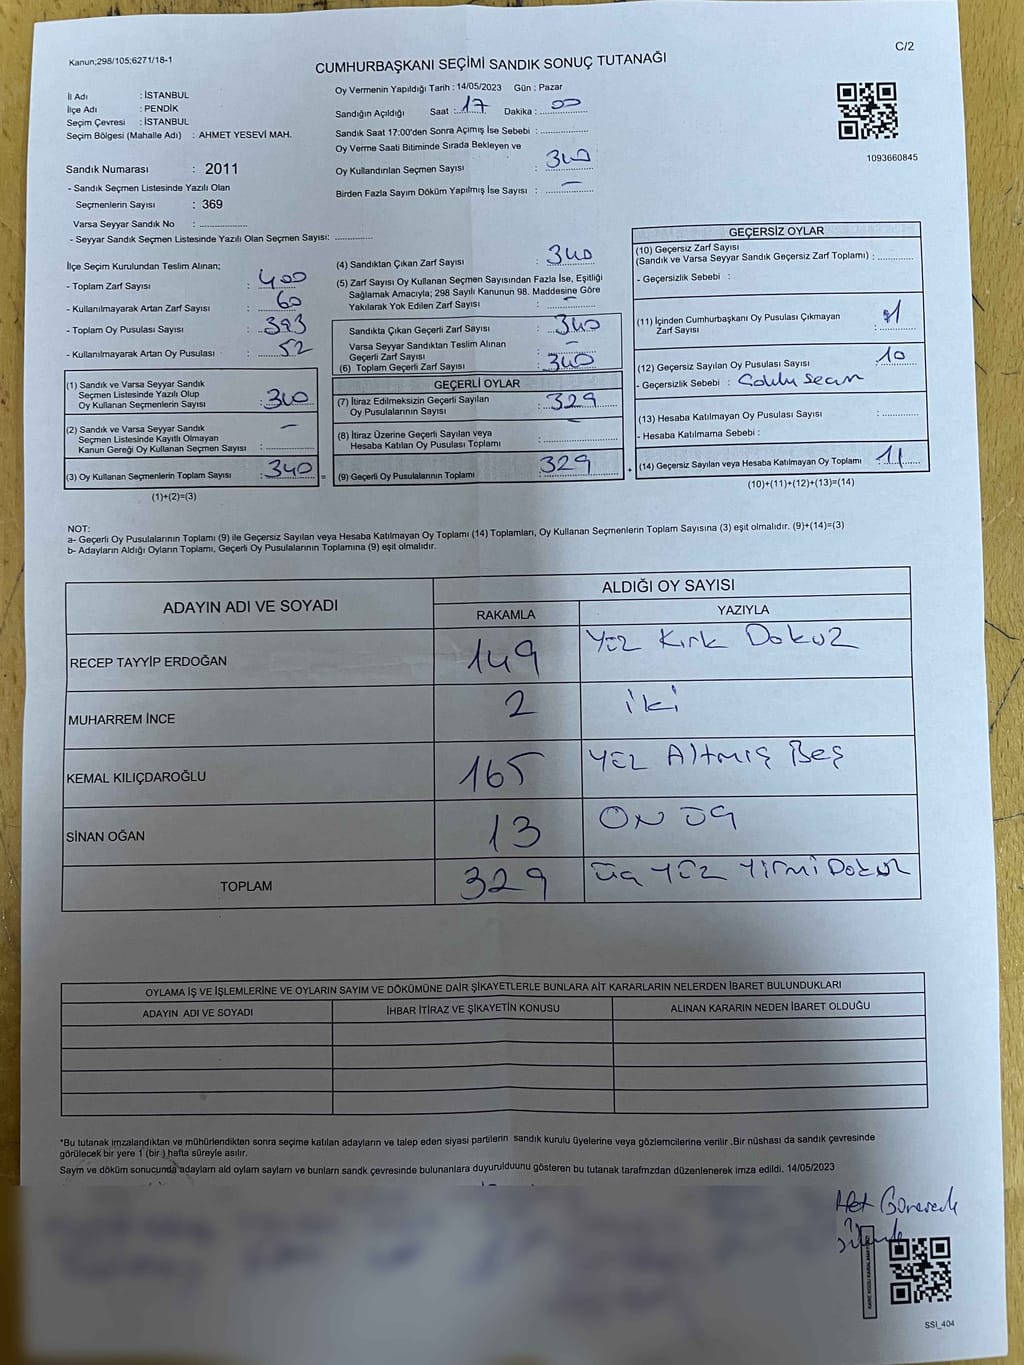 Kanun;298/105;6271/18-1
C/2
CUMHURBAŞKANI SEÇİMİ SANDIK SONUÇ TUTANAĞI
İl Adı : İSTANBUL
İlçe Adı : PENDİK
Seçim Çevresi : İSTANBUL
Seçim Bölgesi (Mahalle Adı) : AHMET YESEVİ MAH.
Sandık Numarası : 2011
- Sandık Seçmen Listesinde Yazılı Olan
Seçmenlerin Sayısı : 369
Varsa Seyyar Sandık No : ................
- Seyyar Sandık Seçmen Listesinde Yazılı Olan Seçmen Sayısı: .............
Oy Vermenin Yapıldığı Tarih : 14/05/2023 Gün : Pazar
Sandığın Açıldığı Saat : 17 Dakika : 00
Sandık Saat 17:00'den Sonra Açımış İse Sebebi : ................
Oy Verme Saati Bitiminde Sırada Bekleyen ve
Oy Kullandırılan Seçmen Sayısı : 340
Birden Fazla Sayım Döküm Yapılmış İse Sayısı : —
1093660845
İlçe Seçim Kurulundan Teslim Alınan;
- Toplam Zarf Sayısı : 400
- Kullanılmayarak Artan Zarf Sayısı : 60
- Toplam Oy Pusulası Sayısı : 393
- Kullanılmayarak Artan Oy Pusulası : 52
(1) Sandık ve Varsa Seyyar Sandık
Seçmen Listesinde Yazılı Olup
Oy Kullanan Seçmenlerin Sayısı : 340
(2) Sandık ve Varsa Seyyar Sandık
Seçmen Listesinde Kayıtlı Olmayan
Kanun Gereği Oy Kullanan Seçmen Sayısı : —
(3) Oy Kullanan Seçmenlerin Toplam Sayısı : 340 =
(1)+(2)=(3)
(4) Sandıktan Çıkan Zarf Sayısı : 340
(5) Zarf Sayısı Oy Kullanan Seçmen Sayısından Fazla İse, Eşitliği
Sağlamak Amacıyla; 298 Sayılı Kanunun 98. Maddesine Göre
Yakılarak Yok Edilen Zarf Sayısı : —
Sandıkta Çıkan Geçerli Zarf Sayısı : 340
Varsa Seyyar Sandıktan Teslim Alınan
Geçerli Zarf Sayısı : —
(6) Toplam Geçerli Zarf Sayısı : 340
GEÇERLİ OYLAR
(7) İtiraz Edilmeksizin Geçerli Sayılan
Oy Pusulalarının Sayısı : 329
(8) İtiraz Üzerine Geçerli Sayılan veya
Hesaba Katılan Oy Pusulası Toplamı : —
(9) Geçerli Oy Pusulalarının Toplamı : 329 +
GEÇERSİZ OYLAR
(10) Geçersiz Zarf Sayısı
(Sandık ve Varsa Seyyar Sandık Geçersiz Zarf Toplamı) : ............
- Geçersizlik Sebebi :
(11) İçinden Cumhurbaşkanı Oy Pusulası Çıkmayan
Zarf Sayısı : 1
(12) Geçersiz Sayılan Oy Pusulası Sayısı : 10
- Geçersizlik Sebebi :
(13) Hesaba Katılmayan Oy Pusulası Sayısı : ............
- Hesaba Katılmama Sebebi :
(14) Geçersiz Sayılan veya Hesaba Katılmayan Oy Toplamı : 11
(10)+(11)+(12)+(13)=(14)
NOT:
a- Geçerli Oy Pusulalarının Toplamı (9) ile Geçersiz Sayılan veya Hesaba Katılmayan Oy Toplamı (14) Toplamları, Oy Kullanan Seçmenlerin Toplam Sayısına (3) eşit olmalıdır. (9)+(14)=(3)
b- Adayların Aldığı Oyların Toplamı, Geçerli Oy Pusulalarının Toplamına (9) eşit olmalıdır.
ADAYIN ADI VE SOYADI
ALDIĞI OY SAYISI
RAKAMLA YAZIYLA
RECEP TAYYİP ERDOĞAN 149 YÜZ Kırk Dokuz
MUHARREM İNCE 2 iki
KEMAL KILIÇDAROĞLU 165 YÜZ Altmış Beş
SİNAN OĞAN 13 ON ÜÇ
TOPLAM 329 üç YÜZ Yirmi Dokuz
OYLAMA İŞ VE İŞLEMLERİNE VE OYLARIN SAYIM VE DÖKÜMÜNE DAİR ŞİKAYETLERLE BUNLARA AİT KARARLARIN NELERDEN İBARET BULUNDUKLARI
ADAYIN ADI VE SOYADI İHBAR İTİRAZ VE ŞİKAYETİN KONUSU ALINAN KARARIN NEDEN İBARET OLDUĞU
*Bu tutanak imzalandıktan ve mühürlendikten sonra seçime katılan adayların ve talep eden siyasi partilerin sandık kurulu üyelerine veya gözlemcilerine verilir .Bir nüshası da sandık çevresinde
görülecek bir yere 1 (bir ) hafta süreyle asılır.
Sayım ve döküm sonucunda adayların ald oyların saylarn ve bunların sandk çevresinde bulunanlara duyurulduunu gösteren bu tutanak tarafmzdan düzenlenerek imza edildi. 14/05/2023
SSI_404